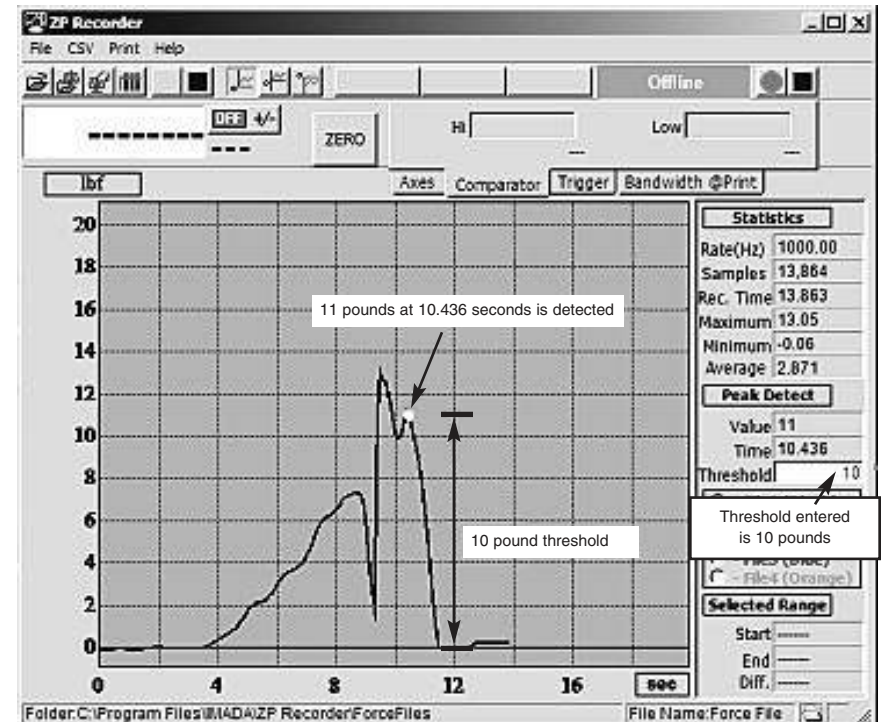 ZP Recorder
File CSV Print Help
Offline
OFF +/-
ZERO
Hi
Low
---
---
---
lbf
Axes Comparator Trigger Bandwidth @Print
20
18
16
14
12
10
8
6
4
2
0
0 4 8 12 16 sec
11 pounds at 10.436 seconds is detected
10 pound threshold
Statistics
Rate(Hz) 1000.00
Samples 13,864
Rec. Time 13.863
Maximum 13.05
Minimum -0.06
Average 2.871
Peak Detect
Value 11
Time 10.436
Threshold 10
Threshold entered
is 10 pounds
- File4 (Orange)
Selected Range
Start ------
End ------
Diff. ------
Folder.C:\Program Files\IMADA\ZP Recorder\ForceFiles
File Name:Force File